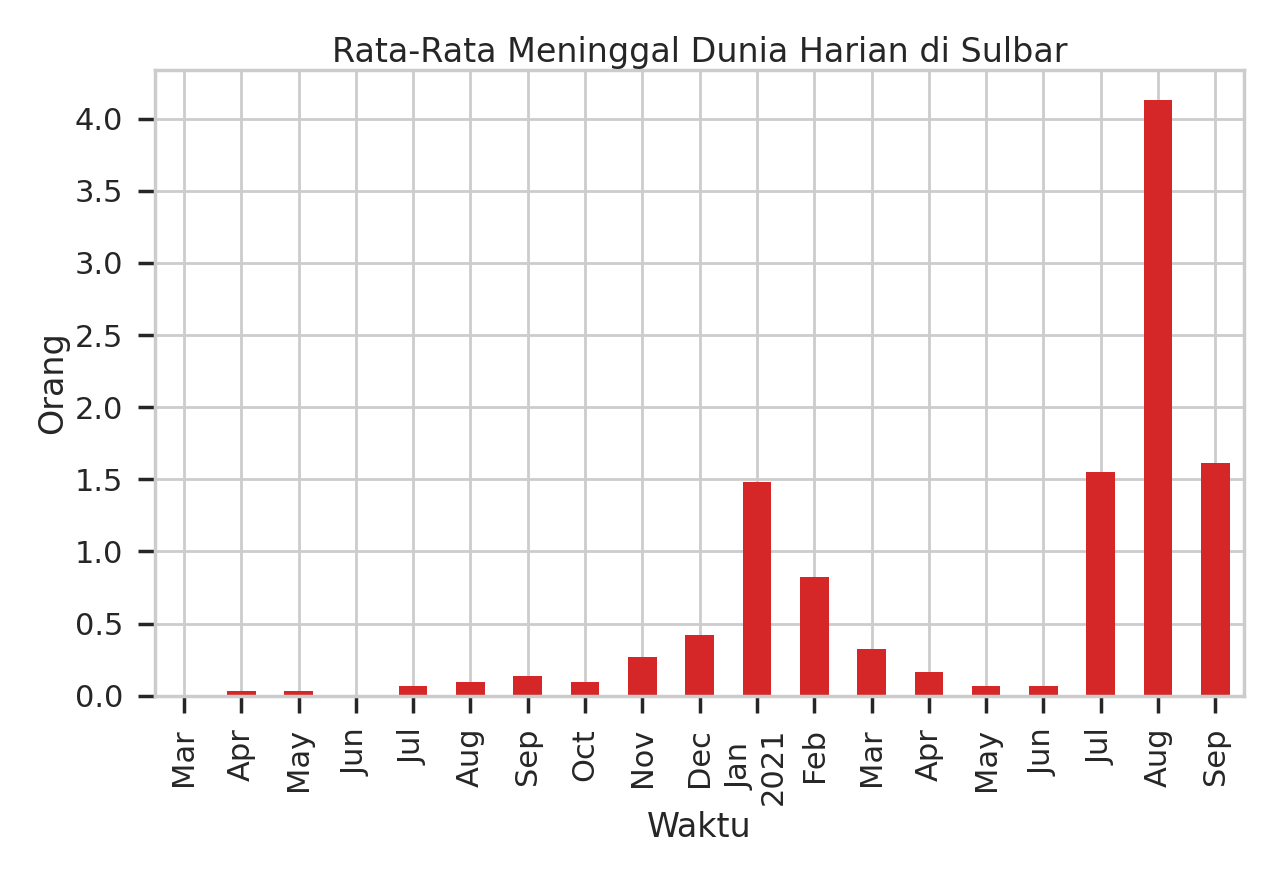 Rata-Rata Meninggal Dunia Harian di Sulbar
4.0
3.5
3.0
2.5
2.0
1.5
1.0
0.5
0.0
Orang
Mar
Apr
May
Jun
Jul
Aug
Sep
Oct
Nov
Dec
Jan
2021
Feb
Mar
Apr
May
Jun
Jul
Aug
Sep
Waktu